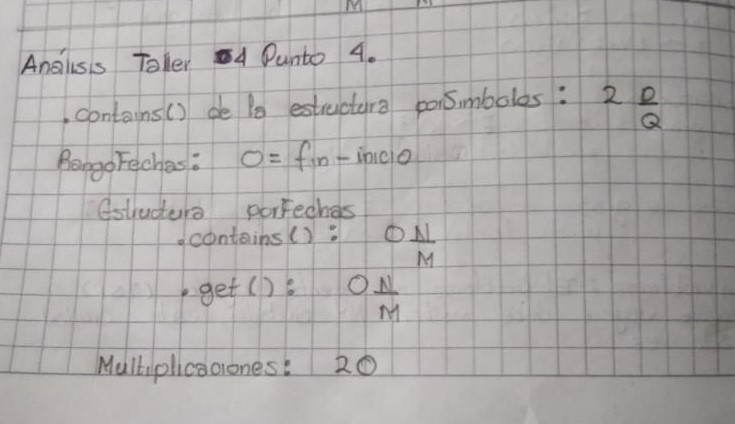 Análisis Taller 4 Punto 4.
.contains() de la estructura porSimbolos: 2 P
Q
RangoFechas: O = fin - inicio
Estructura porFechas
.contains(): O N
M
.get(): O N
M
Multiplicaciones: 2O